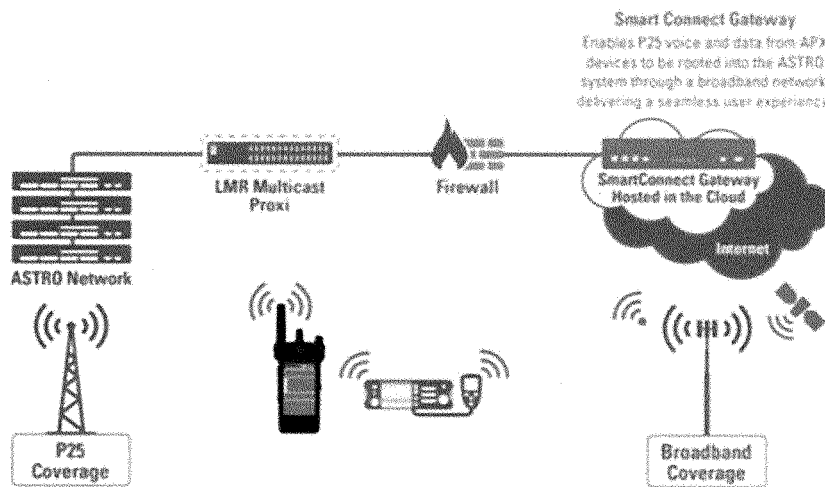 Smart Connect Gateway
Enables P25 voice and data from APX
devices to be rooted into the ASTRO
system through a broadband network
delivering a seamless user experience
LMR Multicast
Proxi
Firewall
SmartConnect Gateway
Hosted in the Cloud
Internet
ASTRO Network
P25
Coverage
Broadband
Coverage